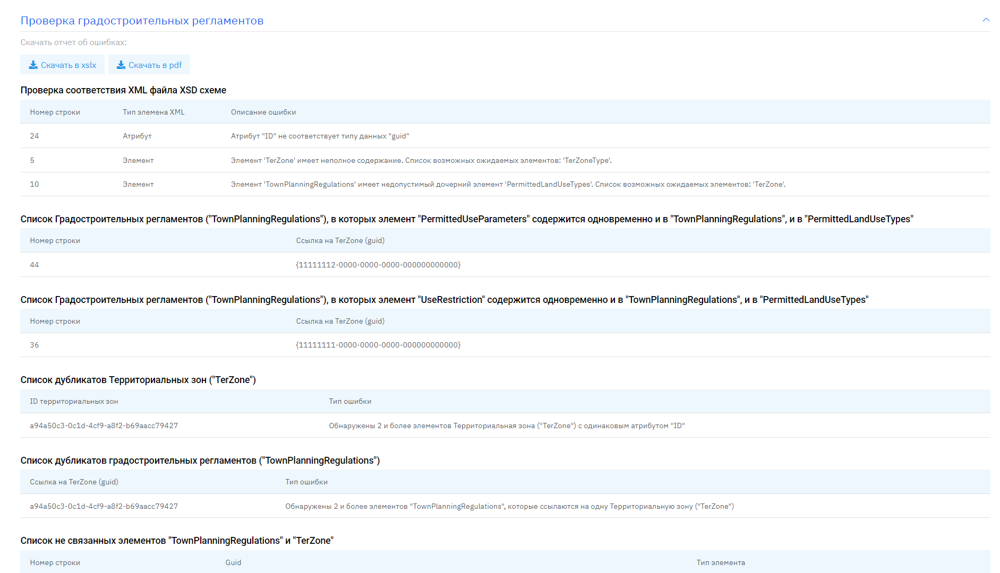 Проверка градостроительных регламентов
Скачать отчет об ошибках:
Скачать в xslx Скачать в pdf
Проверка соответствия XML файла XSD схеме
Номер строки Тип элемена XML Описание ошибки
24 Атрибут Атрибут "ID" не соответствует типу данных "guid"
5 Элемент Элемент 'TerZone' имеет неполное содержание. Список возможных ожидаемых элементов: 'TerZoneType'.
10 Элемент Элемент 'TownPlanningRegulations' имеет недопустимый дочерний элемент 'PermittedLandUseTypes'. Список возможных ожидаемых элементов: 'TerZone'.
Список Градостроительных регламентов ("TownPlanningRegulations"), в которых элемент "PermittedUseParameters" содержится одновременно и в "TownPlanningRegulations", и в "PermittedLandUseTypes"
Номер строки Ссылка на TerZone (guid)
44 {11111112-0000-0000-0000-000000000000}
Список Градостроительных регламентов ("TownPlanningRegulations"), в которых элемент "UseRestriction" содержится одновременно и в "TownPlanningRegulations", и в "PermittedLandUseTypes"
Номер строки Ссылка на TerZone (guid)
36 {11111111-0000-0000-0000-000000000000}
Список дубликатов Территориальных зон ("TerZone")
ID территориальных зон Тип ошибки
a94a50c3-0c1d-4cf9-a8f2-b69aacc79427 Обнаружены 2 и более элементов Территориальная зона ("TerZone") с одинаковым атрибутом "ID"
Список дубликатов градостроительных регламентов ("TownPlanningRegulations")
Ссылка на TerZone (guid) Тип ошибки
a94a50c3-0c1d-4cf9-a8f2-b69aacc79427 Обнаружены 2 и более элементов "TownPlanningRegulations", которые ссылаются на одну Территориальную зону ("TerZone")
Список не связанных элементов "TownPlanningRegulations" и "TerZone"
Номер строки Guid Тип элемента